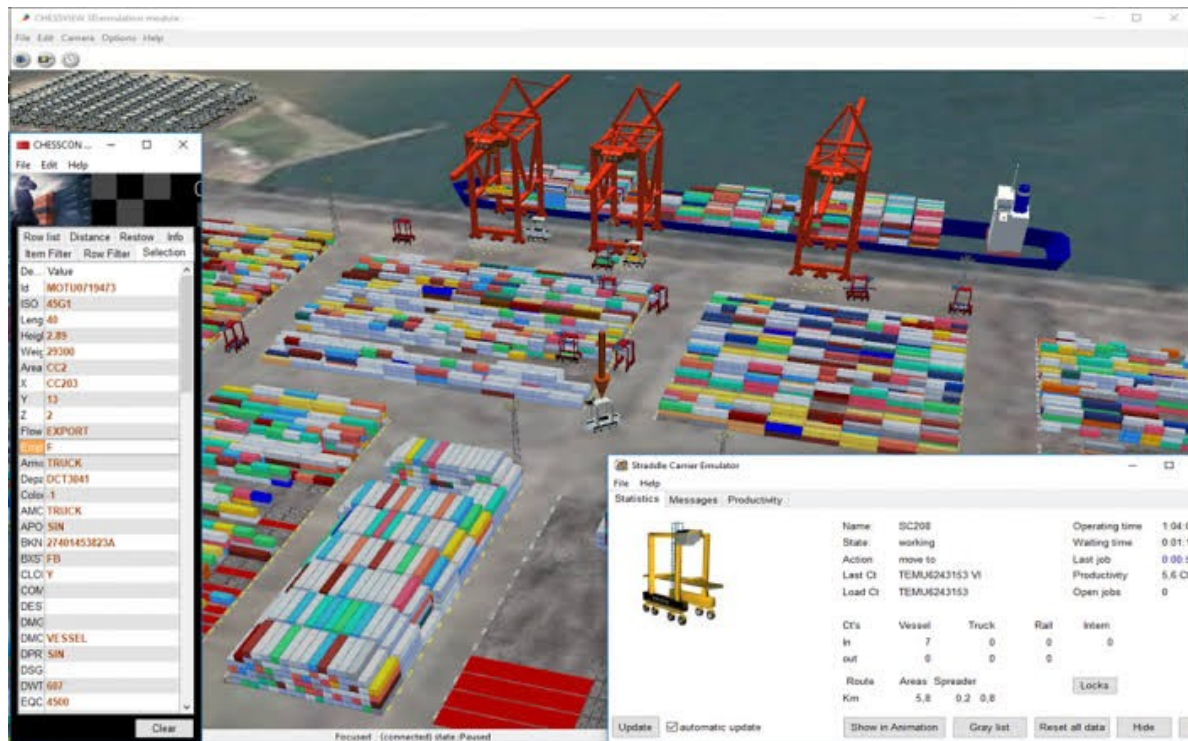 CHESSVIEW
File Edit Camera Options Help
CHESSCON ...
File Edit Help
Row list Distance Restow Info
Item Filter Row Filter Selection
De... Value
Id MOTU0719473
ISO 45G1
Leng 40
Heigl 2.89
Weig 29300
Area CC2
X CC203
Y 13
Z 2
Flow EXPORT
F
TRUCK
Depa DCT3041
Colo -1
AMC TRUCK
APO SIN
BKN 27401453823A
BXS FB
CLO Y
COM
DES
DMG
DMC VESSEL
DPR SIN
DSG
DWT 607
EQC 4500
Clear
Focused (connected) state :Paused
Straddle Carrier Emulator
File Help
Statistics Messages Productivity
Name: SC208 Operating time
State: working Waiting time
Action move to Last job
Last Ct TEMU6243153 VI Productivity 5,6
Load Ct TEMU6243153 Open jobs 0
Ct's Vessel Truck Rail Intern
in 7 0 0 0
out 0 0 0
Route Areas Spreader
Km 5,8 0.2 0,8
Locks
Update automatic update Show in Animation Gray list Reset all data Hide